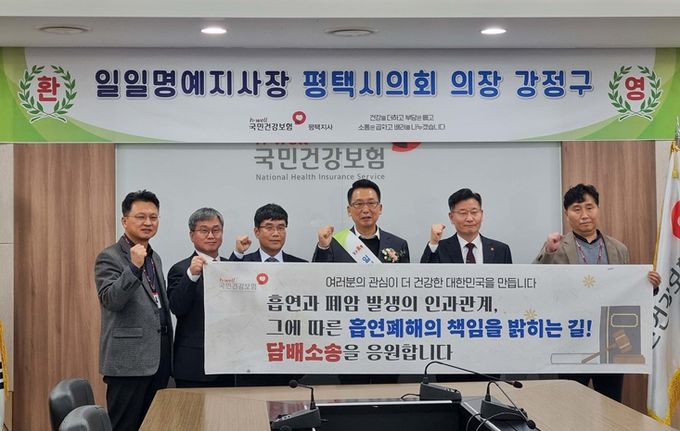 환
일일명예지사장 평택시의회 의장 강정구
영
h-well
국민건강보험 평택지사
건강을 더하고 부담은 빼고
소통은 곱하고 배려를 나누겠습니다
h-well
국민건강보험
National Health Insurance Service
h-well
국민건강보험
여러분의 관심이 더 건강한 대한민국을 만듭니다
흡연과 폐암 발생의 인과관계,
그에 따른 흡연폐해의 책임을 밝히는 길!
담배소송을 응원합니다